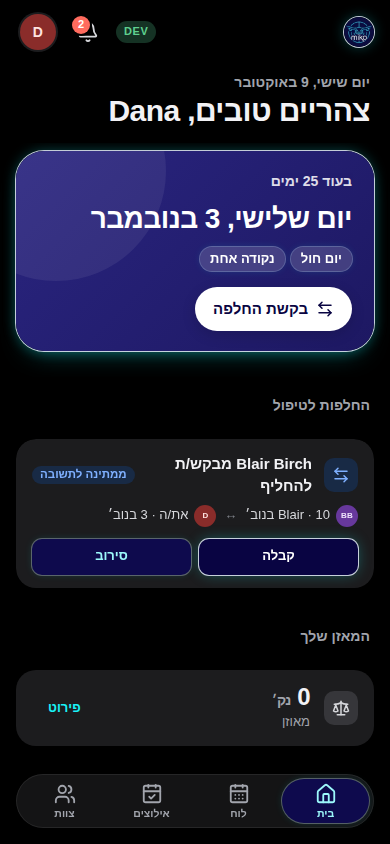 D
2
DEV
miko
יום שישי, 9 באוקטובר
צהריים טובים, Dana
בעוד 25 ימים
יום שלישי, 3 בנובמבר
יום חול
נקודה אחת
בקשת החלפה
החלפות לטיפול
Blair Birch מבקש/ת להחליף
ממתינה לתשובה
BB
Blair · 10 בנוב׳
↔
D
את/ה · 3 בנוב׳
קבלה
סירוב
המאזן שלך
0 נק׳
מאוזן
פירוט
בית
לוח
אילוצים
צוות